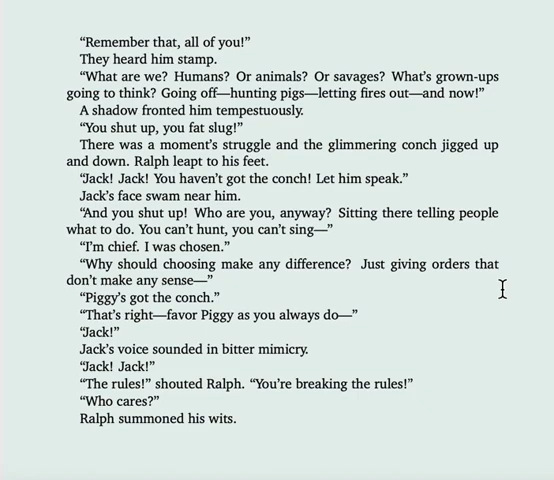 “Remember that, all of you!”
They heard him stamp.
“What are we? Humans? Or animals? Or savages? What’s grown-ups
going to think? Going off—hunting pigs—letting fires out—and now!”
A shadow fronted him tempestuously.
“You shut up, you fat slug!”
There was a moment’s struggle and the glimmering conch jigged up
and down. Ralph leapt to his feet.
“Jack! Jack! You haven’t got the conch! Let him speak.”
Jack’s face swam near him.
“And you shut up! Who are you, anyway? Sitting there telling people
what to do. You can’t hunt, you can’t sing—”
“I’m chief. I was chosen.”
“Why should choosing make any difference? Just giving orders that
don’t make any sense—”
“Piggy’s got the conch.”
“That’s right—favor Piggy as you always do—”
“Jack!”
Jack’s voice sounded in bitter mimicry.
“Jack! Jack!”
“The rules!” shouted Ralph. “You’re breaking the rules!”
“Who cares?”
Ralph summoned his wits.